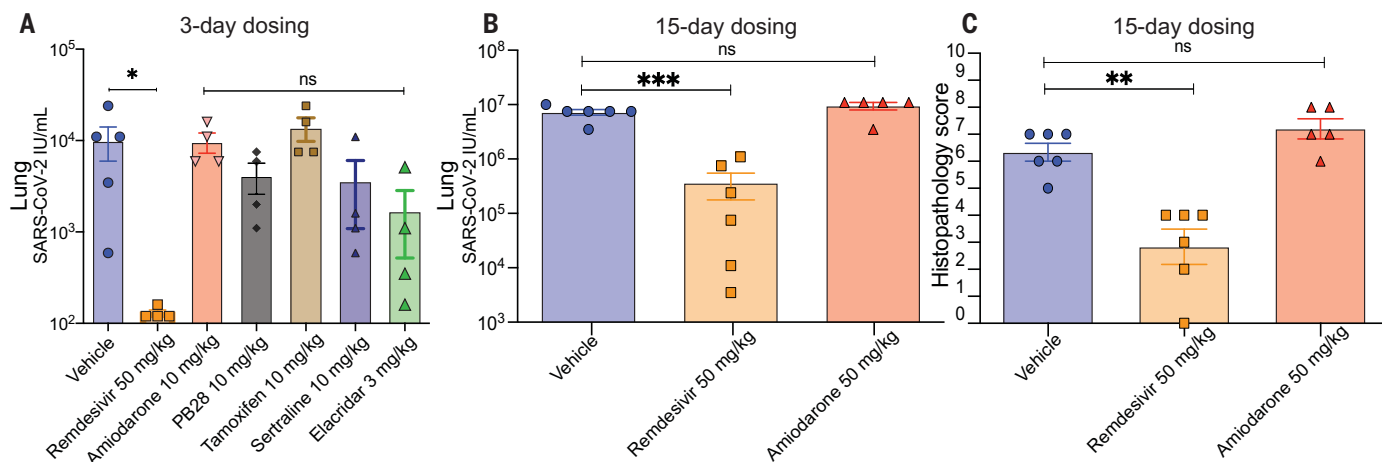 A
3-day dosing
*
ns
10^5
10^4
10^3
10^2
Lung
SARS-CoV-2 IU/mL
Vehicle
Remdesivir 50 mg/kg
Amiodarone 10 mg/kg
PB28 10 mg/kg
Tamoxifen 10 mg/kg
Sertraline 10 mg/kg
Elacridar 3 mg/kg
B
15-day dosing
ns
***
10^8
10^7
10^6
10^5
10^4
10^3
Lung
SARS-CoV-2 IU/mL
Vehicle
Remdesivir 50 mg/kg
Amiodarone 50 mg/kg
C
15-day dosing
ns
**
10
9
8
7
6
5
4
3
2
1
0
Histopathology score
Vehicle
Remdesivir 50 mg/kg
Amiodarone 50 mg/kg